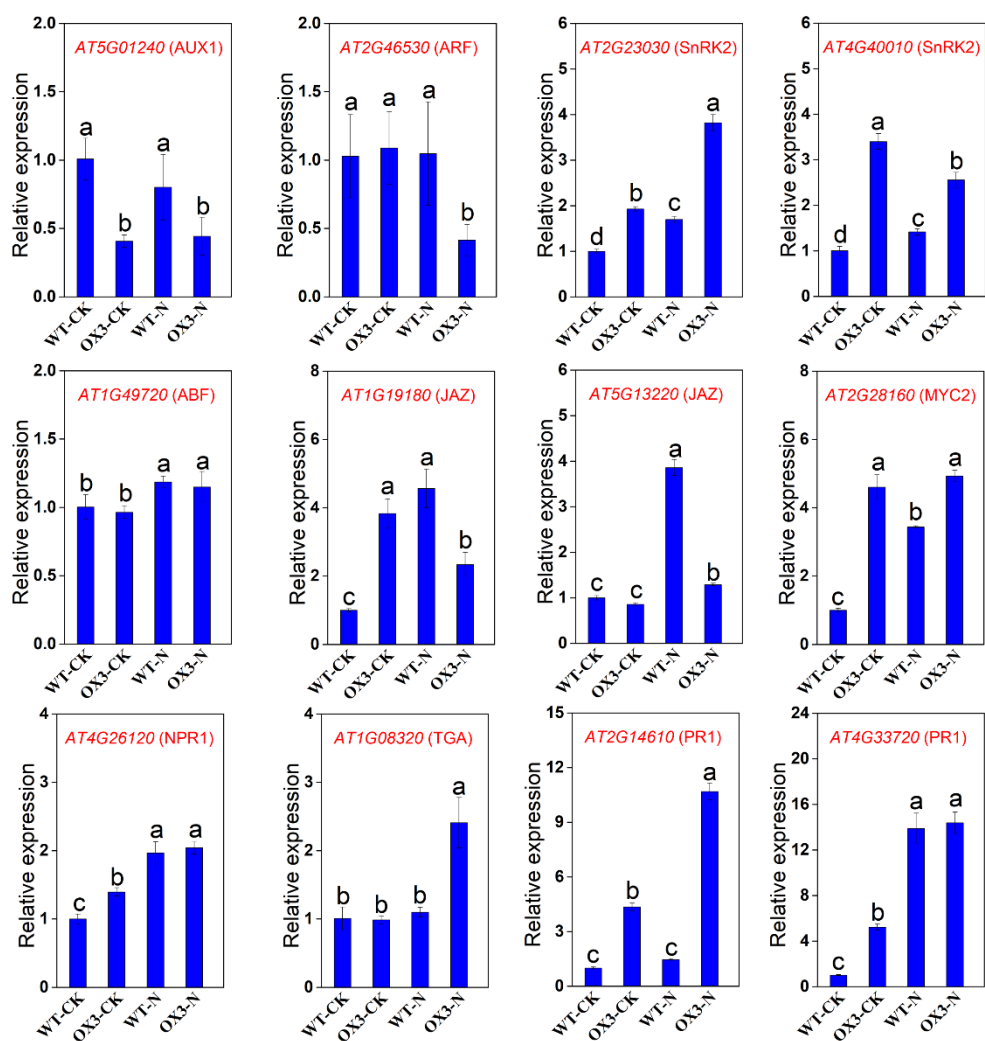 AT5G01240 (AUX1)
Relative expression
2.0
1.5
1.0
0.5
0.0
a
b
a
b
WT-CK
OX3-CK
WT-N
OX3-N
AT2G46530 (ARF)
Relative expression
2.0
1.5
1.0
0.5
0.0
a
a
a
b
WT-CK
OX3-CK
WT-N
OX3-N
AT2G23030 (SnRK2)
Relative expression
6
5
4
3
2
1
0
d
b
c
a
WT-CK
OX3-CK
WT-N
OX3-N
AT4G40010 (SnRK2)
Relative expression
6
5
4
3
2
1
0
d
a
c
b
WT-CK
OX3-CK
WT-N
OX3-N
AT1G49720 (ABF)
Relative expression
2.0
1.5
1.0
0.5
0.0
b
b
a
a
WT-CK
OX3-CK
WT-N
OX3-N
AT1G19180 (JAZ)
Relative expression
8
6
4
2
0
c
a
a
b
WT-CK
OX3-CK
WT-N
OX3-N
AT5G13220 (JAZ)
Relative expression
6
5
4
3
2
1
0
c
c
a
b
WT-CK
OX3-CK
WT-N
OX3-N
AT2G28160 (MYC2)
Relative expression
8
6
4
2
0
c
a
b
a
WT-CK
OX3-CK
WT-N
OX3-N
AT4G26120 (NPR1)
Relative expression
4
3
2
1
0
c
b
a
a
WT-CK
OX3-CK
WT-N
OX3-N
AT1G08320 (TGA)
Relative expression
4
3
2
1
0
b
b
b
a
WT-CK
OX3-CK
WT-N
OX3-N
AT2G14610 (PR1)
Relative expression
15
12
9
6
3
0
c
b
c
a
WT-CK
OX3-CK
WT-N
OX3-N
AT4G33720 (PR1)
Relative expression
24
20
16
12
8
4
0
c
b
a
a
WT-CK
OX3-CK
WT-N
OX3-N